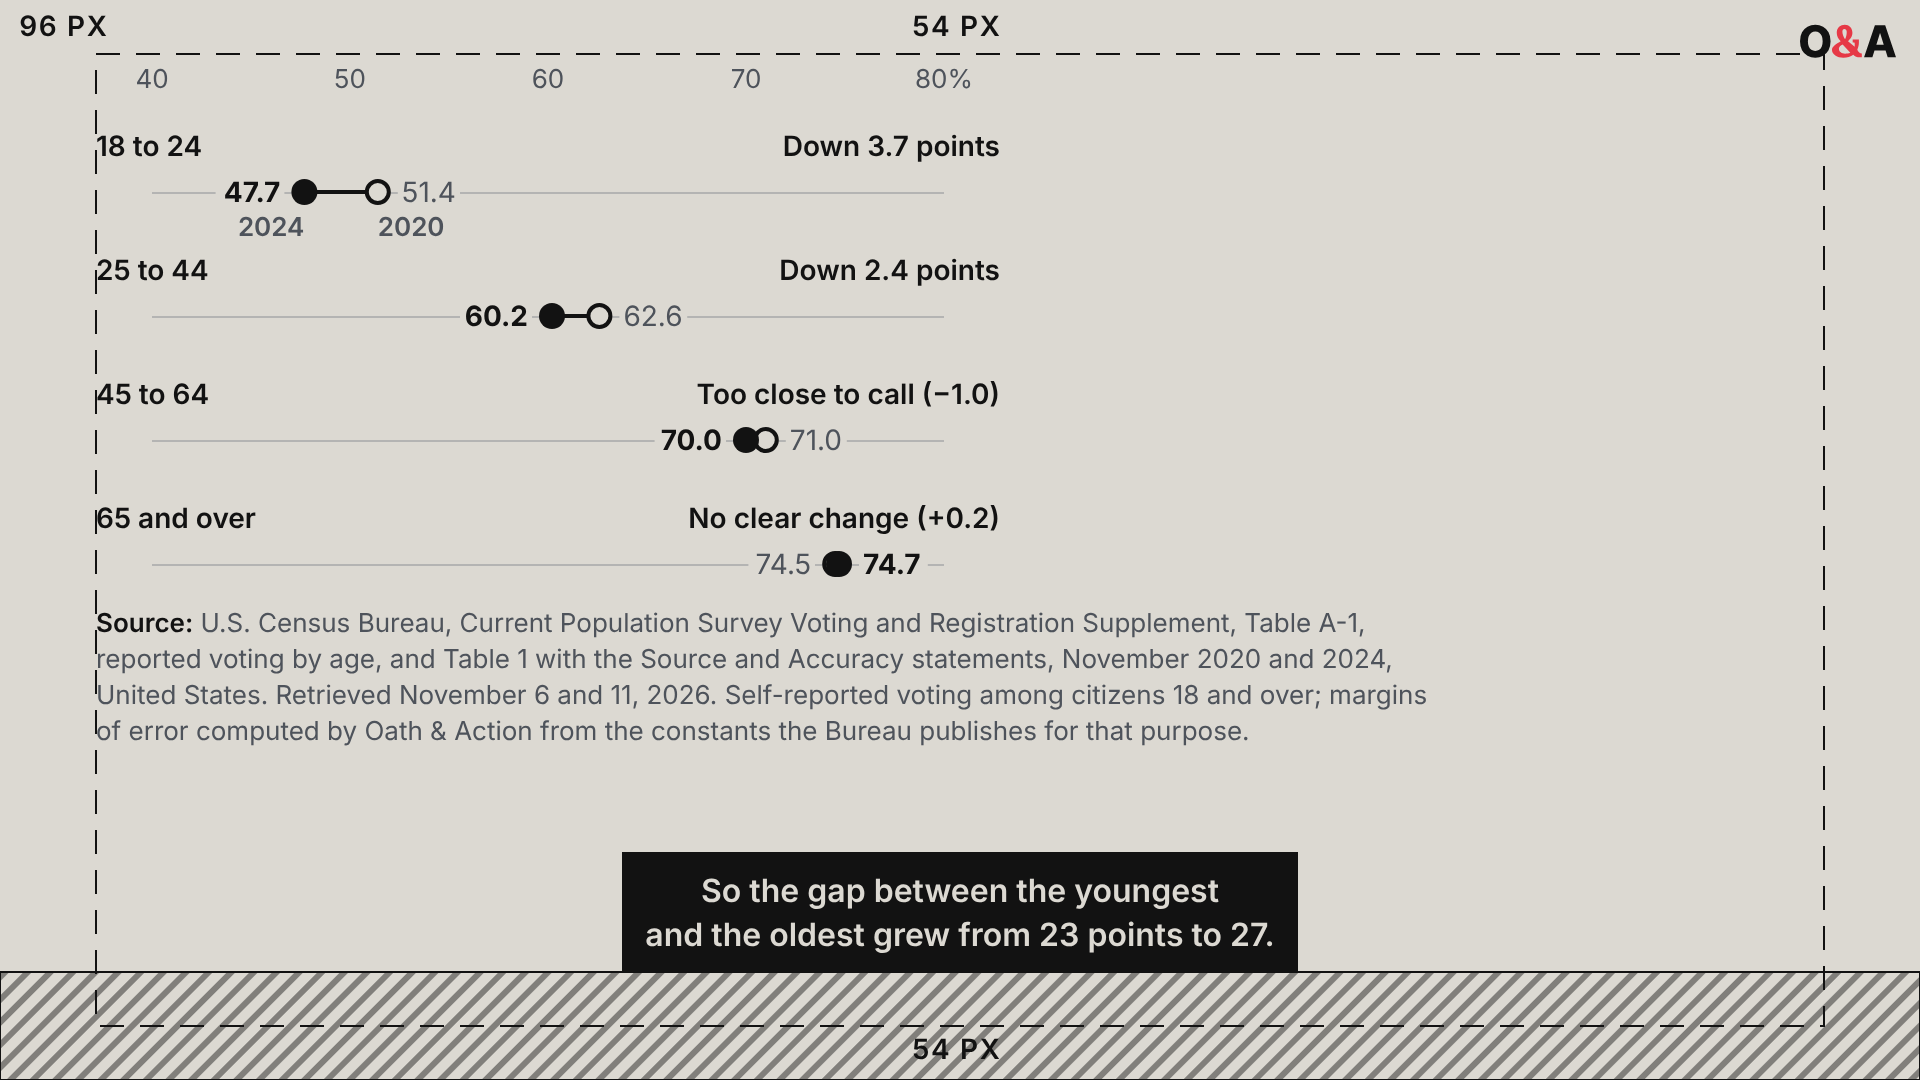 96 PX
54 PX
O&A
40 50 60 70 80%
18 to 24 Down 3.7 points
47.7 51.4
2024 2020
25 to 44 Down 2.4 points
60.2 62.6
45 to 64 Too close to call (−1.0)
70.0 71.0
65 and over No clear change (+0.2)
74.5 74.7
Source: U.S. Census Bureau, Current Population Survey Voting and Registration Supplement, Table A-1,
reported voting by age, and Table 1 with the Source and Accuracy statements, November 2020 and 2024,
United States. Retrieved November 6 and 11, 2026. Self-reported voting among citizens 18 and over; margins
of error computed by Oath & Action from the constants the Bureau publishes for that purpose.
So the gap between the youngest
and the oldest grew from 23 points to 27.
54 PX